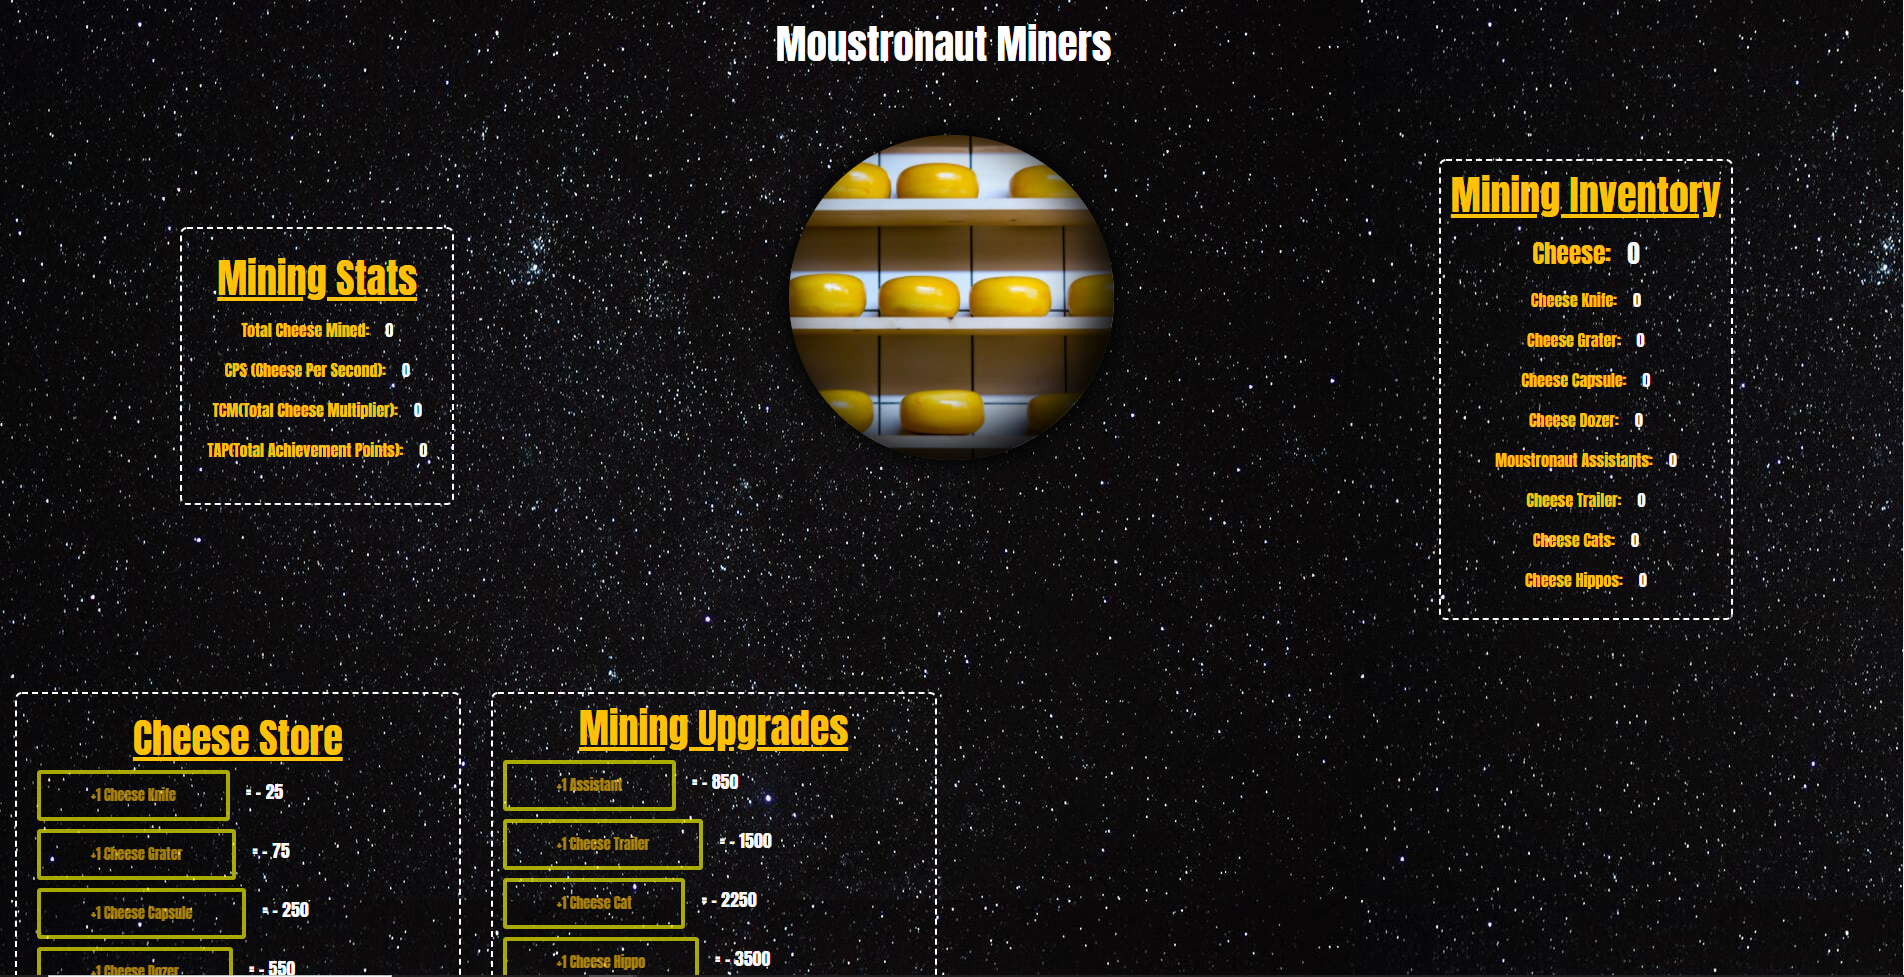 Moustronaut Miners
Mining Stats
Total Cheese Mined: 0
CPS (Cheese Per Second): 0
TCM(Total Cheese Multiplier): 0
TAP(Total Achievement Points): 0
Mining Inventory
Cheese: 0
Cheese Knife: 0
Cheese Grater: 0
Cheese Capsule: 0
Cheese Dozer: 0
Moustronaut Assistants: 0
Cheese Trailer: 0
Cheese Cats: 0
Cheese Hippos: 0
Cheese Store
+1 Cheese Knife = - 25
+1 Cheese Grater = - 75
+1 Cheese Capsule = - 250
+1 Cheese Dozer = - 550
Mining Upgrades
+1 Assistant = - 850
+1 Cheese Trailer = - 1500
+1 Cheese Cat = - 2250
+1 Cheese Hippo = - 3500